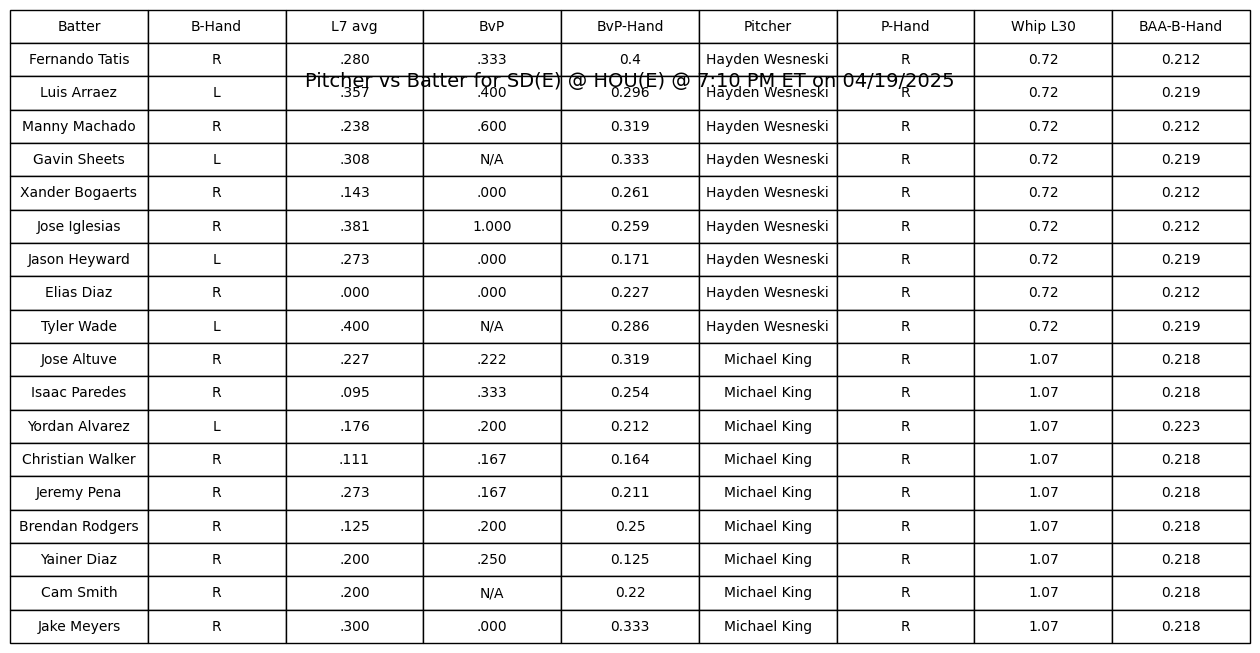 Batter B-Hand L7 avg BvP BvP-Hand Pitcher P-Hand Whip L30 BAA-B-Hand
Fernando Tatis R .280 .333 0.4 Hayden Wesneski R 0.72 0.212
Pitcher vs Batter for SD(E) @ HOU(E) @ 7:10 PM ET on 04/19/2025
Luis Arraez L .357 .400 0.296 Hayden Wesneski R 0.72 0.219
Manny Machado R .238 .600 0.319 Hayden Wesneski R 0.72 0.212
Gavin Sheets L .308 N/A 0.333 Hayden Wesneski R 0.72 0.219
Xander Bogaerts R .143 .000 0.261 Hayden Wesneski R 0.72 0.212
Jose Iglesias R .381 1.000 0.259 Hayden Wesneski R 0.72 0.212
Jason Heyward L .273 .000 0.171 Hayden Wesneski R 0.72 0.219
Elias Diaz R .000 .000 0.227 Hayden Wesneski R 0.72 0.212
Tyler Wade L .400 N/A 0.286 Hayden Wesneski R 0.72 0.219
Jose Altuve R .227 .222 0.319 Michael King R 1.07 0.218
Isaac Paredes R .095 .333 0.254 Michael King R 1.07 0.218
Yordan Alvarez L .176 .200 0.212 Michael King R 1.07 0.223
Christian Walker R .111 .167 0.164 Michael King R 1.07 0.218
Jeremy Pena R .273 .167 0.211 Michael King R 1.07 0.218
Brendan Rodgers R .125 .200 0.25 Michael King R 1.07 0.218
Yainer Diaz R .200 .250 0.125 Michael King R 1.07 0.218
Cam Smith R .200 N/A 0.22 Michael King R 1.07 0.218
Jake Meyers R .300 .000 0.333 Michael King R 1.07 0.218